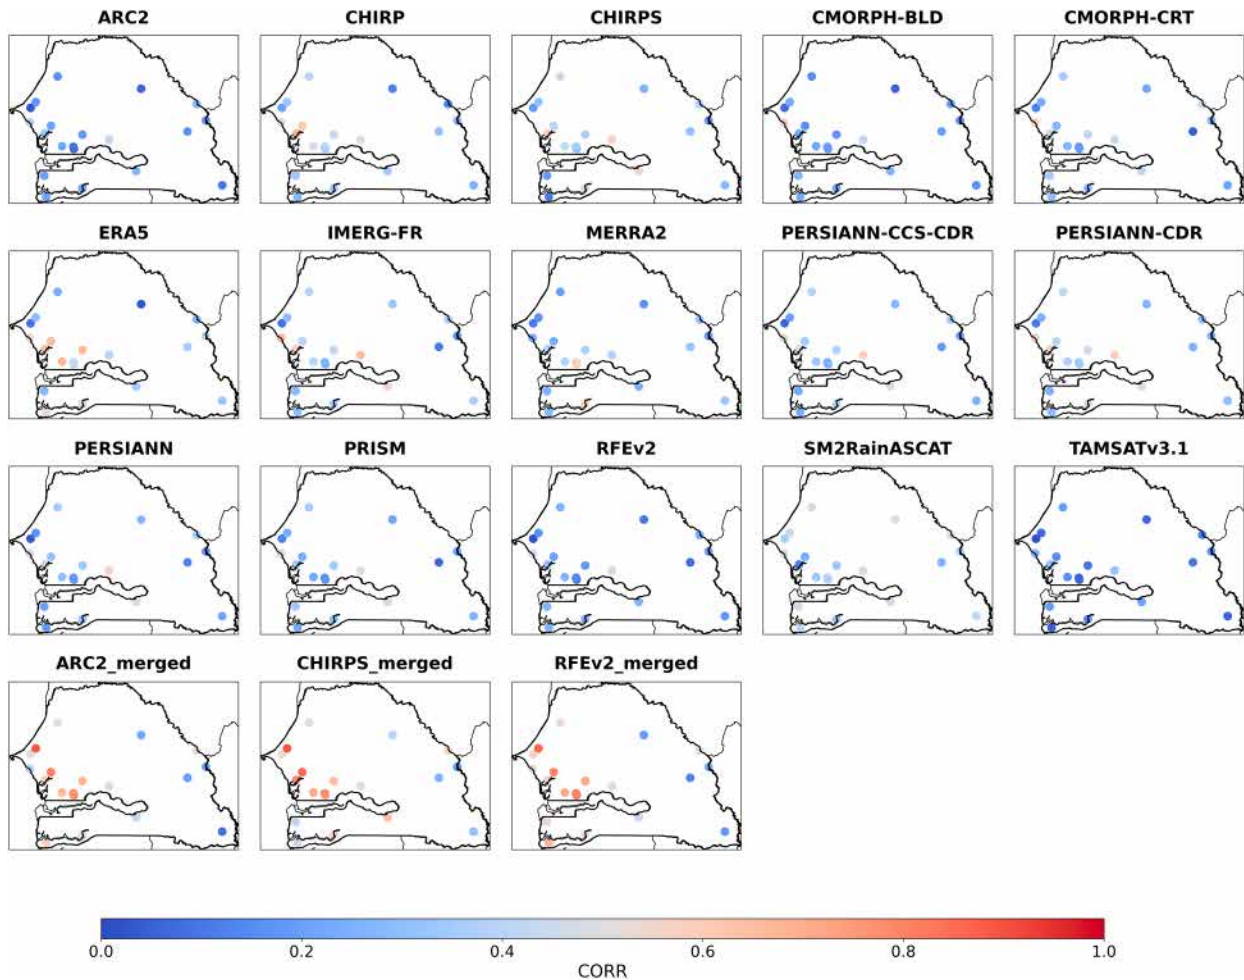 ARC2 CHIRP CHIRPS CMORPH-BLD CMORPH-CRT
ERA5 IMERG-FR MERRA2 PERSIANN-CCS-CDR PERSIANN-CDR
PERSIANN PRISM RFEv2 SM2RainASCAT TAMSATv3.1
ARC2_merged CHIRPS_merged RFEv2_merged
0.0 0.2 0.4 0.6 0.8 1.0
CORR